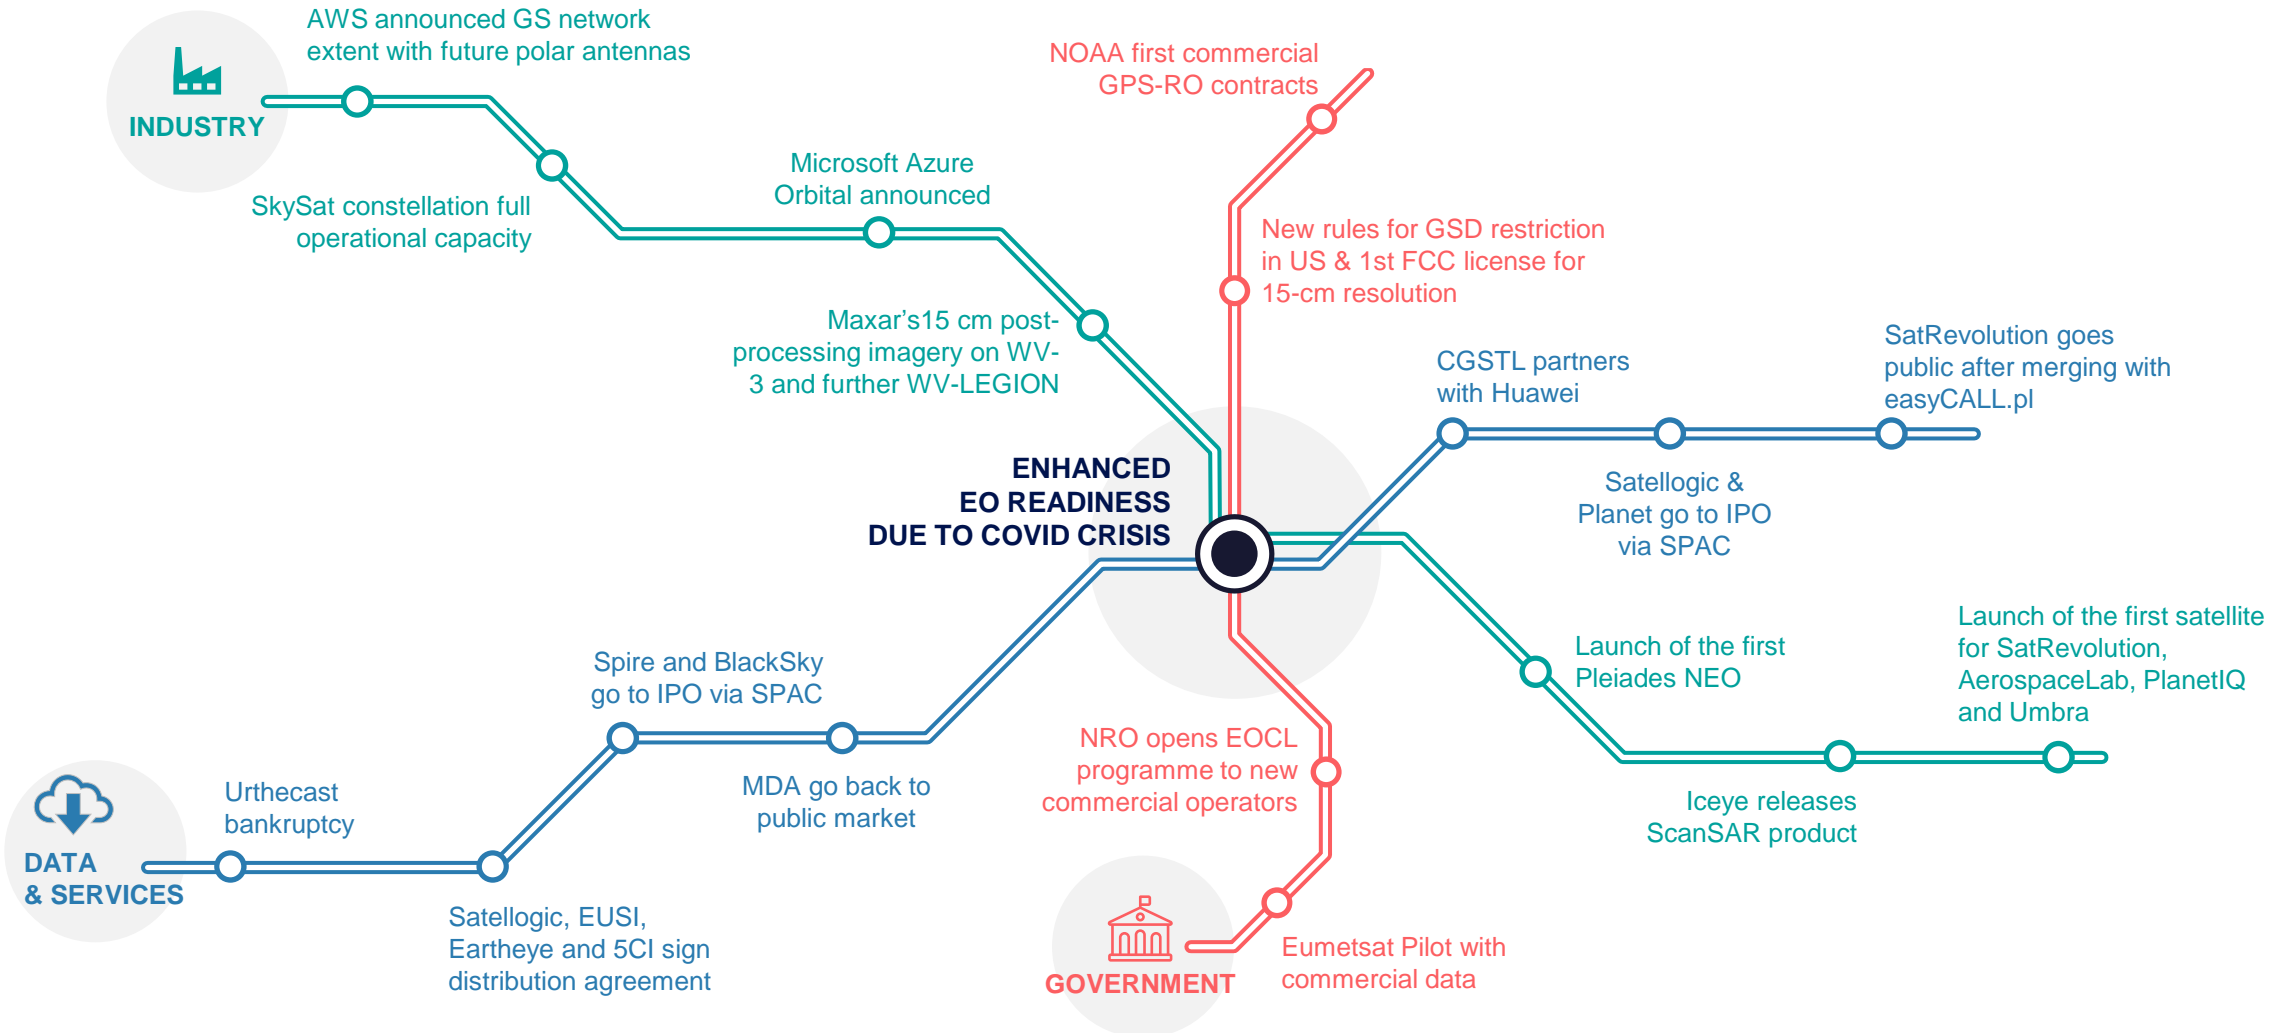 AWS announced GS network
extent with future polar antennas
INDUSTRY
SkySat constellation full
operational capacity
Microsoft Azure
Orbital announced
Maxar's15 cm post-
processing imagery on WV-
3 and further WV-LEGION
NOAA first commercial
GPS-RO contracts
New rules for GSD restriction
in US & 1st FCC license for
15-cm resolution
CGSTL partners
with Huawei
SatRevolution goes
public after merging with
easyCALL.pl
Satellogic &
Planet go to IPO
via SPAC
ENHANCED
EO READINESS
DUE TO COVID CRISIS
Launch of the first
Pleiades NEO
Launch of the first satellite
for SatRevolution,
AerospaceLab, PlanetIQ
and Umbra
Iceye releases
ScanSAR product
Spire and BlackSky
go to IPO via SPAC
MDA go back to
public market
Urthecast
bankruptcy
DATA
& SERVICES
Satellogic, EUSI,
Eartheye and 5CI sign
distribution agreement
NRO opens EOCL
programme to new
commercial operators
Eumetsat Pilot with
commercial data
GOVERNMENT